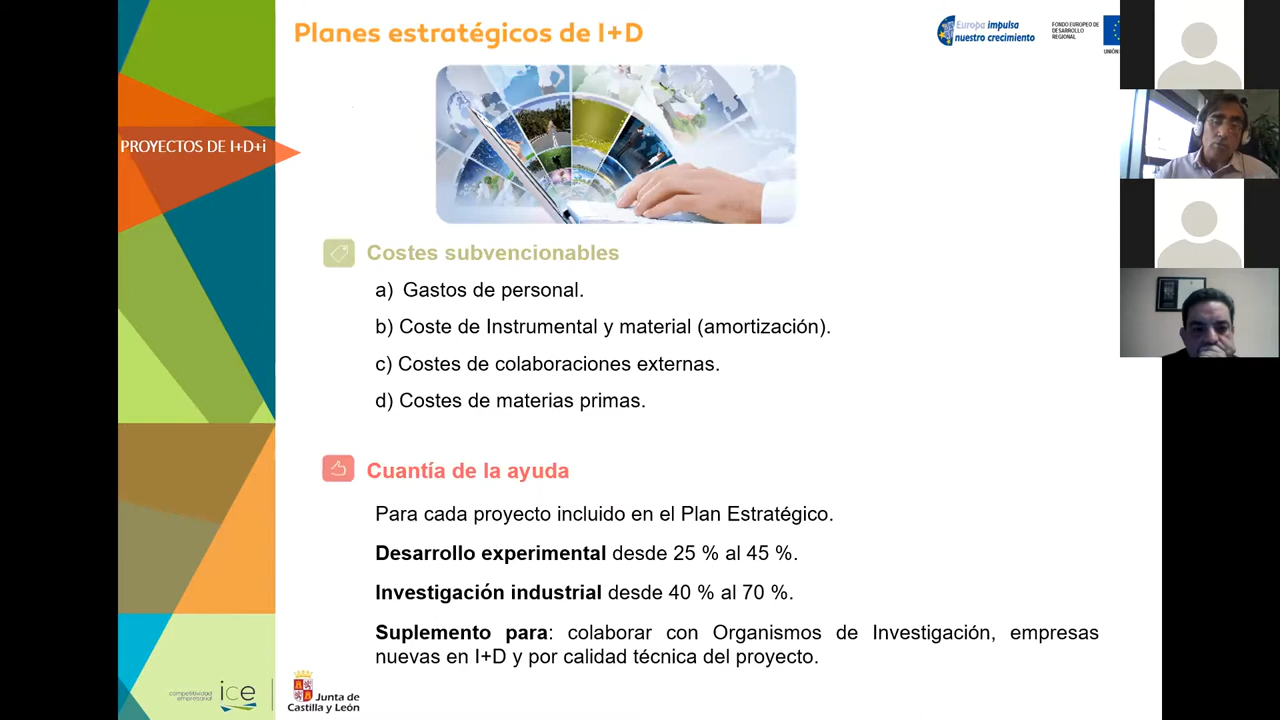 Planes estratégicos de I+D
Europa impulsa
nuestro crecimiento
FONDO EUROPEO DE
DESARROLLO
REGIONAL
PROYECTOS DE I+D+i
Costes subvencionables
a) Gastos de personal.
b) Coste de Instrumental y material (amortización).
c) Costes de colaboraciones externas.
d) Costes de materias primas.
Cuantía de la ayuda
Para cada proyecto incluido en el Plan Estratégico.
Desarrollo experimental desde 25 % al 45 %.
Investigación industrial desde 40 % al 70 %.
Suplemento para: colaborar con Organismos de Investigación, empresas
nuevas en I+D y por calidad técnica del proyecto.
competitividad
empresarial
ice
Junta de
Castilla y León